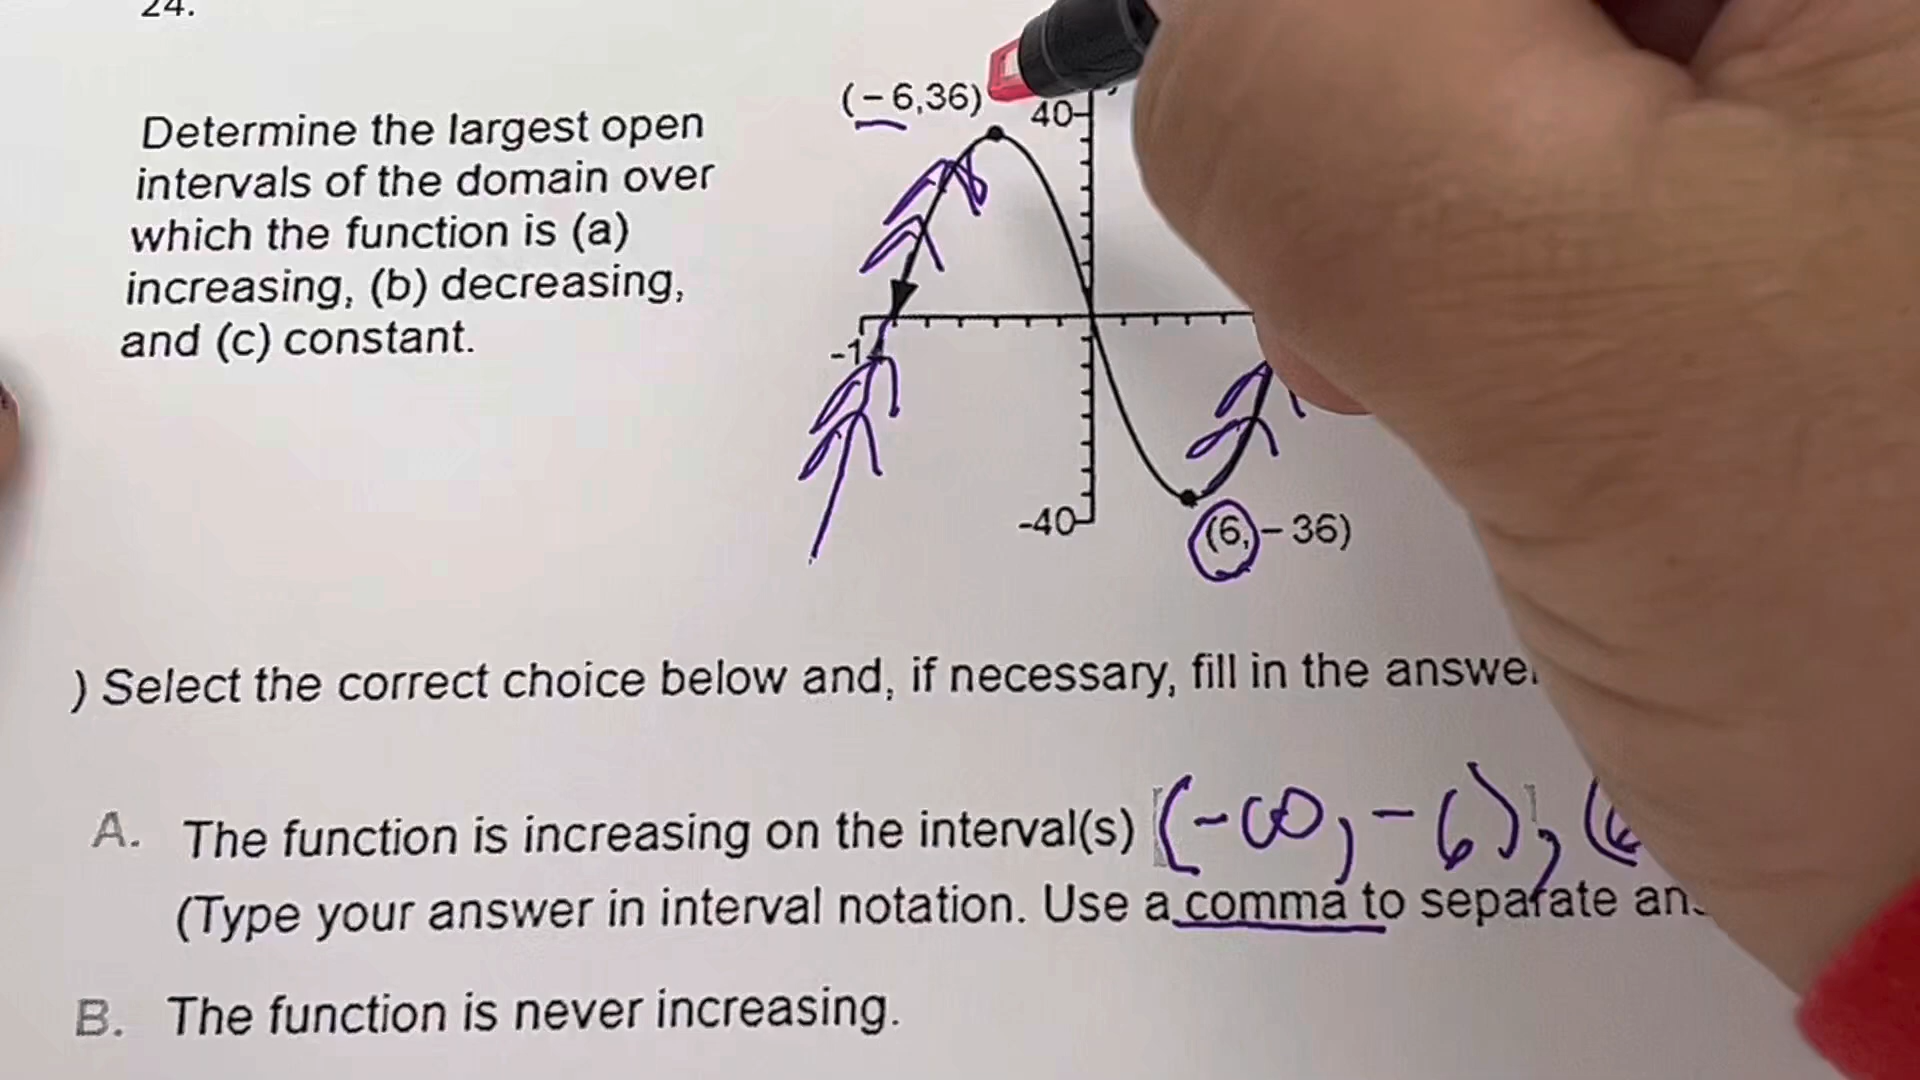 24.
Determine the largest open
intervals of the domain over
which the function is (a)
increasing, (b) decreasing,
and (c) constant.
(-6,36)
40
-1
-40
(6,-36)
) Select the correct choice below and, if necessary, fill in the
A. The function is increasing on the interval(s) (-∞, -6), (6
(Type your answer in interval notation. Use a comma to separate
B. The function is never increasing.